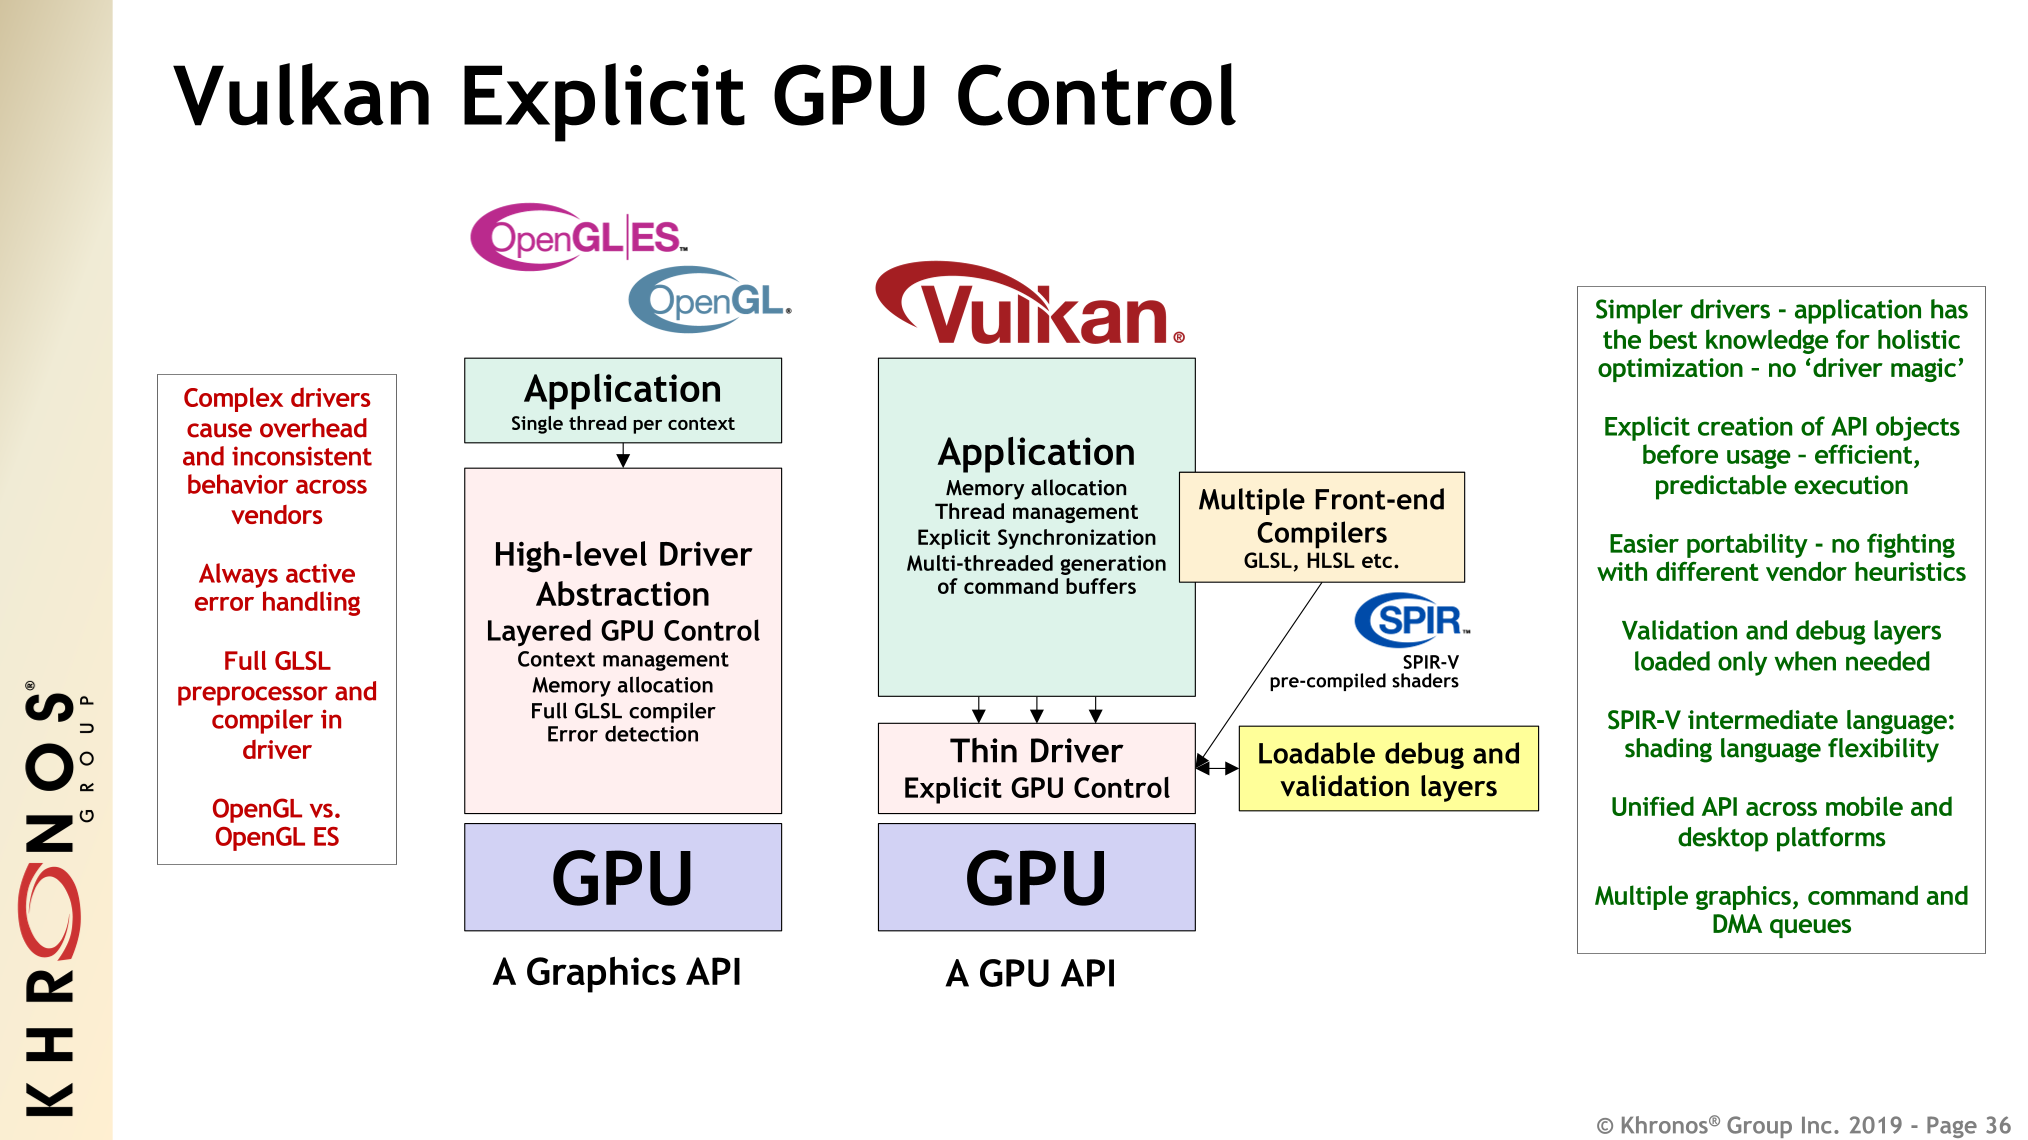 Vulkan Explicit GPU Control
OpenGL|ES™
OpenGL®
Vulkan®
Complex drivers
cause overhead
and inconsistent
behavior across
vendors
Always active
error handling
Full GLSL
preprocessor and
compiler in
driver
OpenGL vs.
OpenGL ES
Application
Single thread per context
High-level Driver
Abstraction
Layered GPU Control
Context management
Memory allocation
Full GLSL compiler
Error detection
GPU
A Graphics API
Application
Memory allocation
Thread management
Explicit Synchronization
Multi-threaded generation
of command buffers
Thin Driver
Explicit GPU Control
GPU
A GPU API
Multiple Front-end
Compilers
GLSL, HLSL etc.
SPIR™
SPIR-V
pre-compiled shaders
Loadable debug and
validation layers
Simpler drivers - application has
the best knowledge for holistic
optimization – no ‘driver magic’
Explicit creation of API objects
before usage – efficient,
predictable execution
Easier portability - no fighting
with different vendor heuristics
Validation and debug layers
loaded only when needed
SPIR-V intermediate language:
shading language flexibility
Unified API across mobile and
desktop platforms
Multiple graphics, command and
DMA queues
KHRONOS®
GROUP
© Khronos® Group Inc. 2019 - Page 36